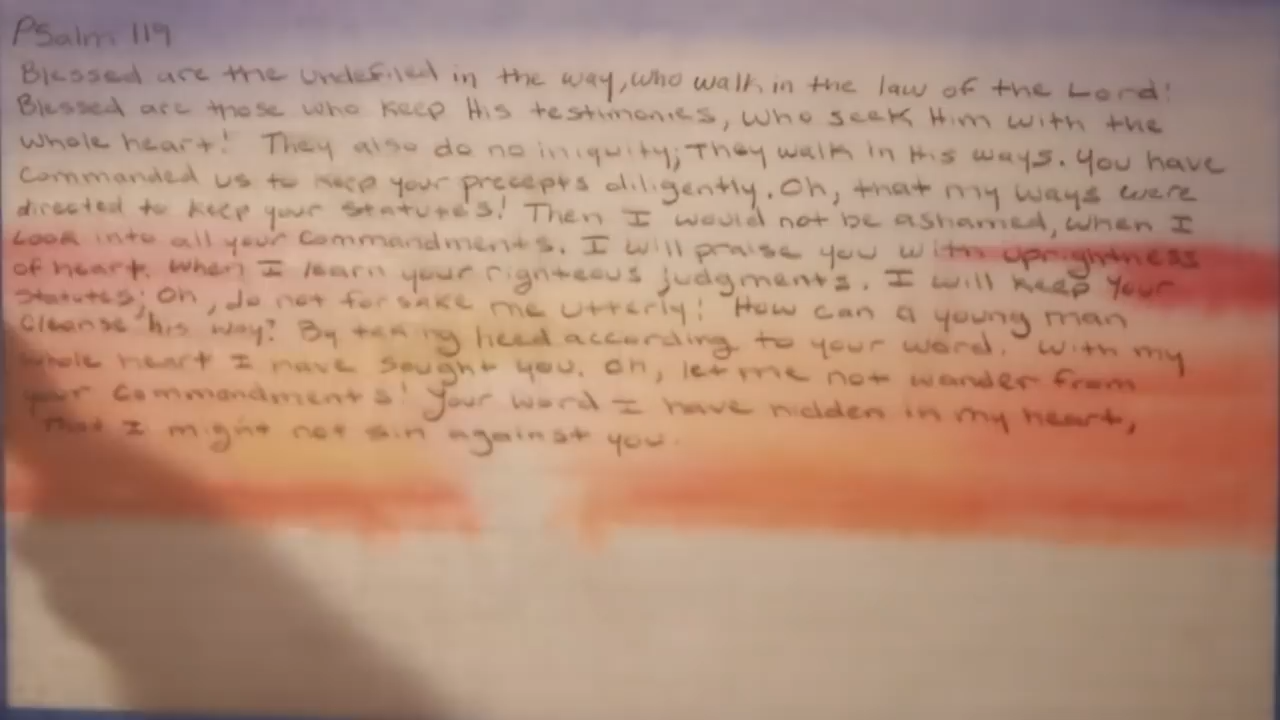 Psalm 119
Blessed are the undefiled in the way, who walk in the law of the Lord!
Blessed are those who keep His testimonies, who seek Him with the
whole heart! They also do no iniquity; They walk in His ways. You have
commanded us to keep your precepts diligently. Oh, that my ways were
directed to keep your statutes! Then I would not be ashamed, when I
Look into all your commandments. I will praise you with uprightness
of heart. When I learn your righteous judgments. I will keep Your
statutes; Oh, do not forsake me utterly! How can a young man
cleanse his way? By taking heed according to your word. With my
whole heart I have sought you. Oh, let me not wander from
your commandments! Your word I have hidden in my heart,
That I might not sin against you.